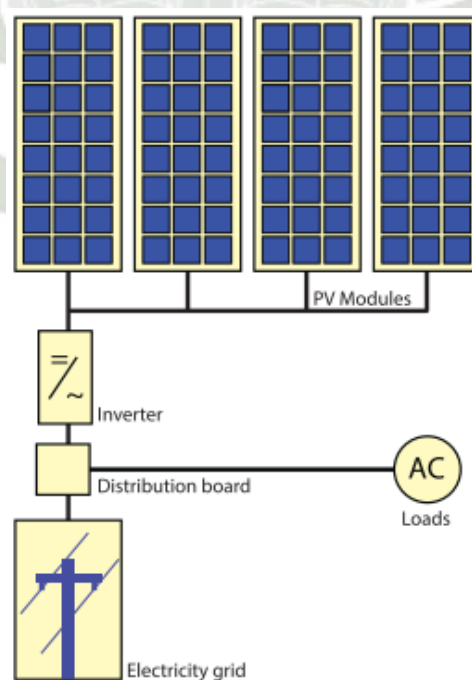 PV Modules
Inverter
Distribution board
AC
Loads
Electricity grid